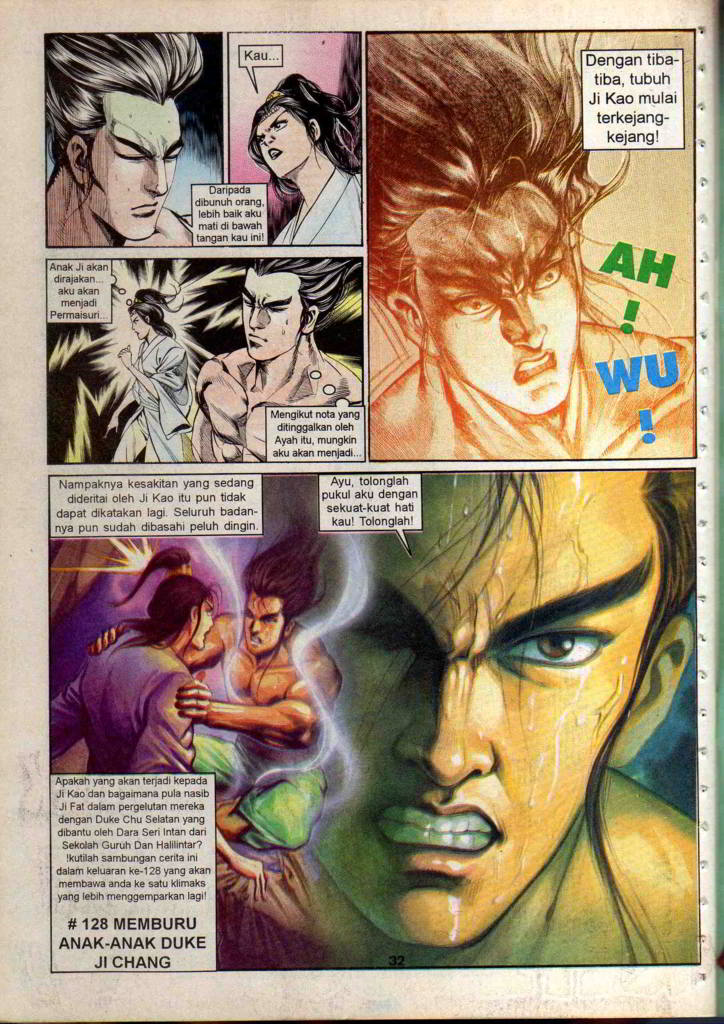 Kau...
Daripada
dibunuh orang,
lebih baik aku
mati di bawah
tangan kau ini!
Dengan tiba-
tiba, tubuh
Ji Kao mulai
terkejang-
kejang!
AH
!
WU
!
Anak Ji akan
dirajakan...
aku akan
menjadi
Permaisuri...
Mengikut nota yang
ditinggalkan oleh
Ayah itu, mungkin
aku akan menjadi...
Nampaknya kesakitan yang sedang
dideritai oleh Ji Kao itu pun tidak
dapat dikatakan lagi. Seluruh badan-
nya pun sudah dibasahi peluh dingin.
Ayu, tolonglah
pukul aku dengan
sekuat-kuat hati
kau! Tolonglah!
Apakah yang akan terjadi kepada
Ji Kao dan bagaimana pula nasib
Ji Fat dalam pergelutan mereka
dengan Duke Chu Selatan yang
dibantu oleh Dara Seri Intan dari
Sekolah Guruh Dan Halilintar?
!kutilah sambungan cerita ini
dalam keluaran ke-128 yang akan
membawa anda ke satu klimaks
yang lebih menggemparkan lagi!
# 128 MEMBURU
ANAK-ANAK DUKE
JI CHANG
32